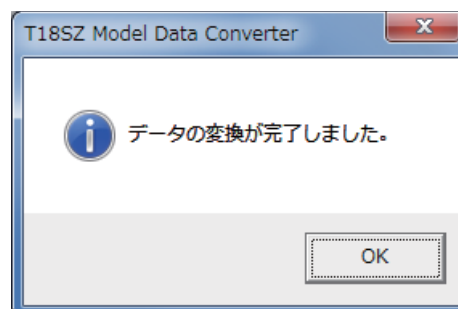 T18SZ Model Data Converter
データの変換が完了しました。
OK